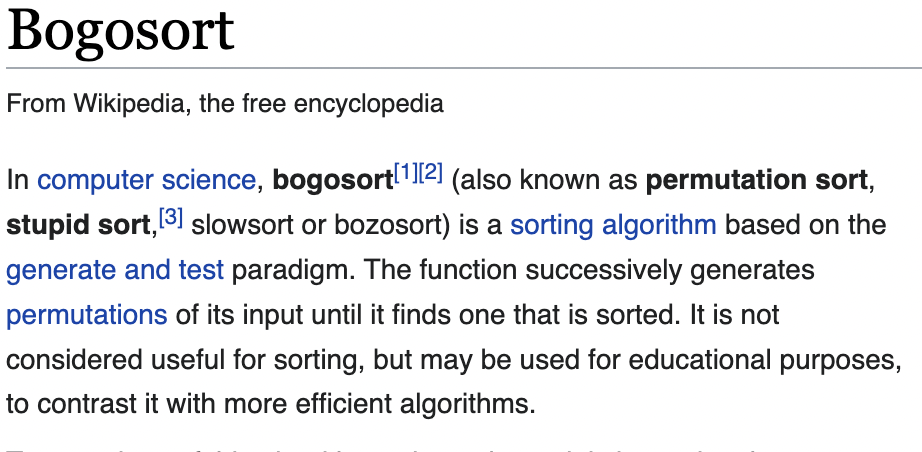 Bogosort
From Wikipedia, the free encyclopedia
In computer science, bogosort[1][2] (also known as permutation sort,
stupid sort,[3] slowsort or bozosort) is a sorting algorithm based on the
generate and test paradigm. The function successively generates
permutations of its input until it finds one that is sorted. It is not
considered useful for sorting, but may be used for educational purposes,
to contrast it with more efficient algorithms.